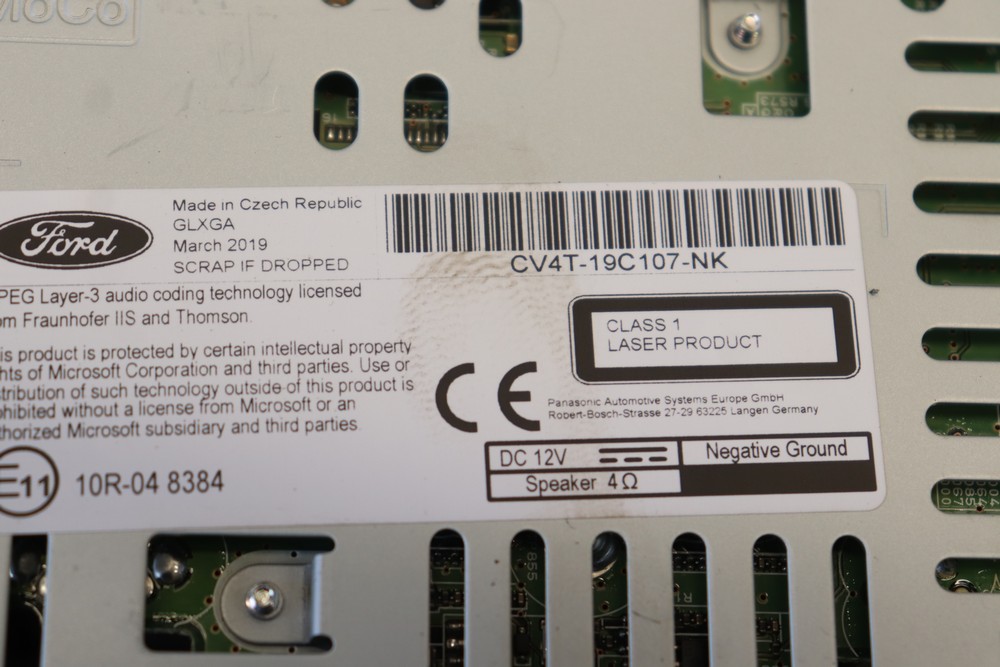 MoCo
R573
Ford
Made in Czech Republic
GLXGA
March 2019
SCRAP IF DROPPED
CV4T-19C107-NK
PEG Layer-3 audio coding technology licensed
om Fraunhofer IIS and Thomson.
is product is protected by certain intellectual property
hts of Microsoft Corporation and third parties. Use or
stribution of such technology outside of this product is
ohibited without a license from Microsoft or an
thorized Microsoft subsidiary and third parties.
CLASS 1
LASER PRODUCT
CE
Panasonic Automotive Systems Europe GmbH
Robert-Bosch-Strasse 27-29 63225 Langen Germany
DC 12V
Negative Ground
Speaker 4Ω
E11
10R-04 8384
855